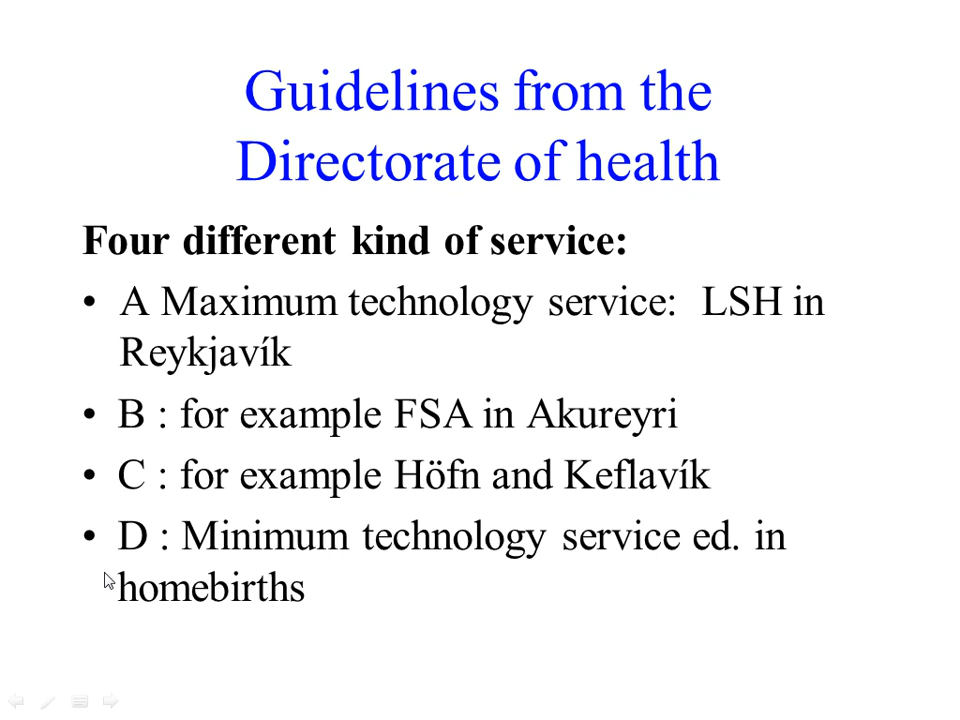 Guidelines from the
Directorate of health
Four different kind of service:
• A Maximum technology service:  LSH in
Reykjavík
• B : for example FSA in Akureyri
• C : for example Höfn and Keflavík
• D : Minimum technology service ed. in
homebirths